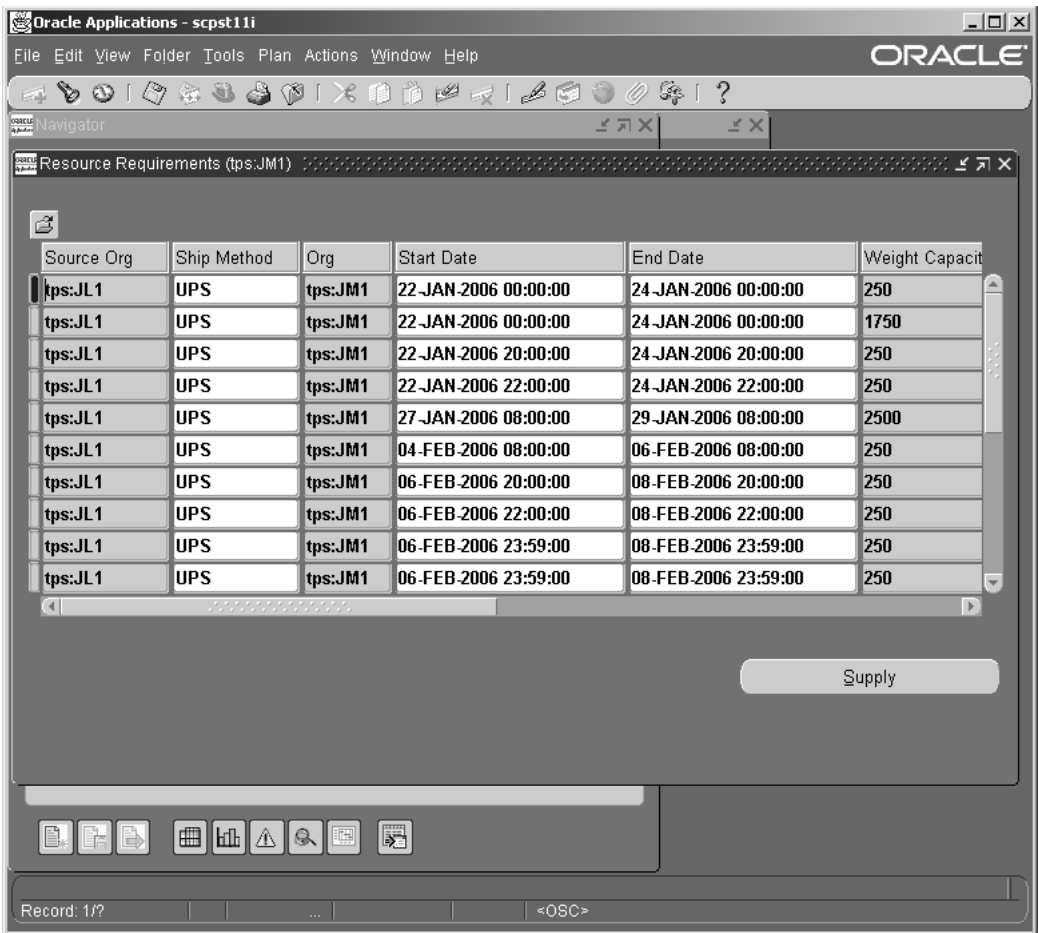 Oracle Applications - scpst11i
File Edit View Folder Tools Plan Actions Window Help ORACLE
Navigator
Resource Requirements (tps:JM1)
Source Org Ship Method Org Start Date End Date Weight Capacit
tps:JL1 UPS tps:JM1 22-JAN-2006 00:00:00 24-JAN-2006 00:00:00 250
tps:JL1 UPS tps:JM1 22-JAN-2006 00:00:00 24-JAN-2006 00:00:00 1750
tps:JL1 UPS tps:JM1 22-JAN-2006 20:00:00 24-JAN-2006 20:00:00 250
tps:JL1 UPS tps:JM1 22-JAN-2006 22:00:00 24-JAN-2006 22:00:00 250
tps:JL1 UPS tps:JM1 27-JAN-2006 08:00:00 29-JAN-2006 08:00:00 2500
tps:JL1 UPS tps:JM1 04-FEB-2006 08:00:00 06-FEB-2006 08:00:00 250
tps:JL1 UPS tps:JM1 06-FEB-2006 20:00:00 08-FEB-2006 20:00:00 250
tps:JL1 UPS tps:JM1 06-FEB-2006 22:00:00 08-FEB-2006 22:00:00 250
tps:JL1 UPS tps:JM1 06-FEB-2006 23:59:00 08-FEB-2006 23:59:00 250
tps:JL1 UPS tps:JM1 06-FEB-2006 23:59:00 08-FEB-2006 23:59:00 250
Supply
Record: 1/? ... <OSC>